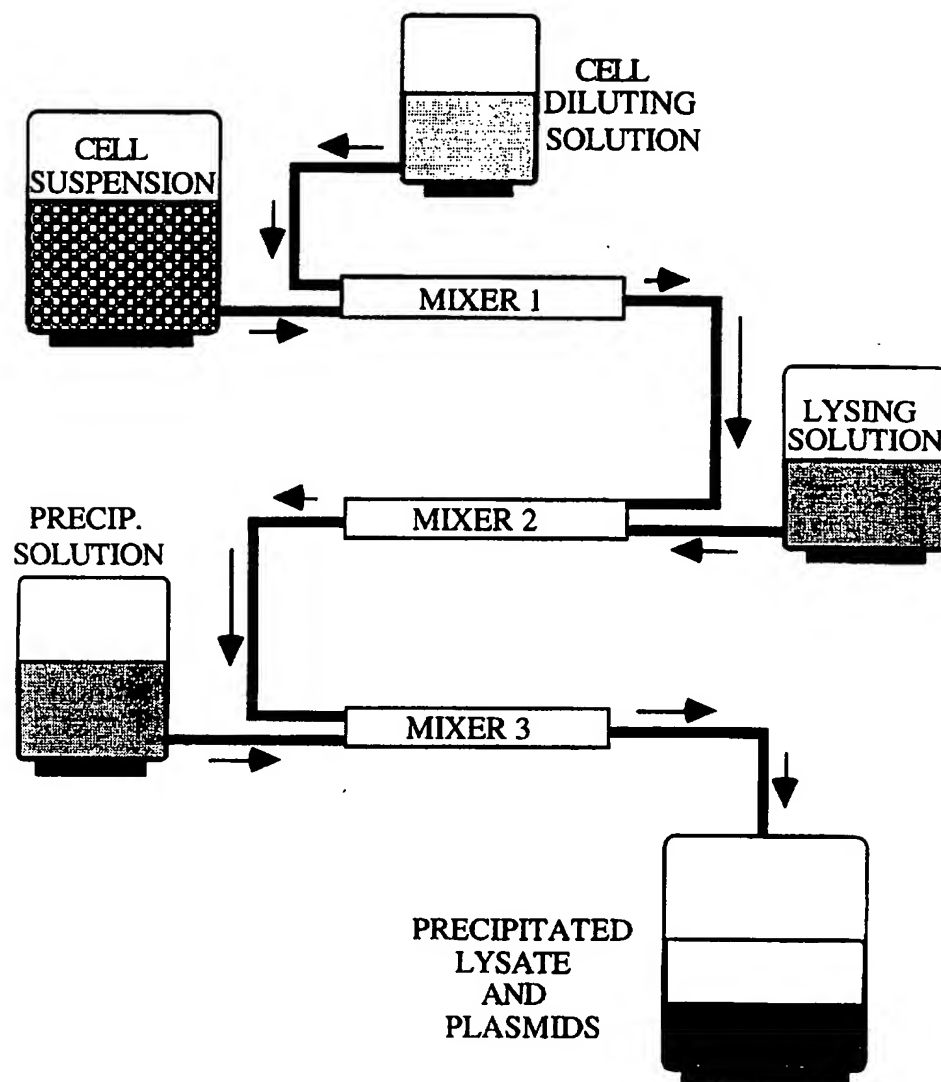 CELL
DILUTING
SOLUTION
CELL
SUSPENSION
MIXER 1
LYSING
SOLUTION
MIXER 2
PRECIP.
SOLUTION
MIXER 3
PRECIPITATED
LYSATE
AND
PLASMIDS